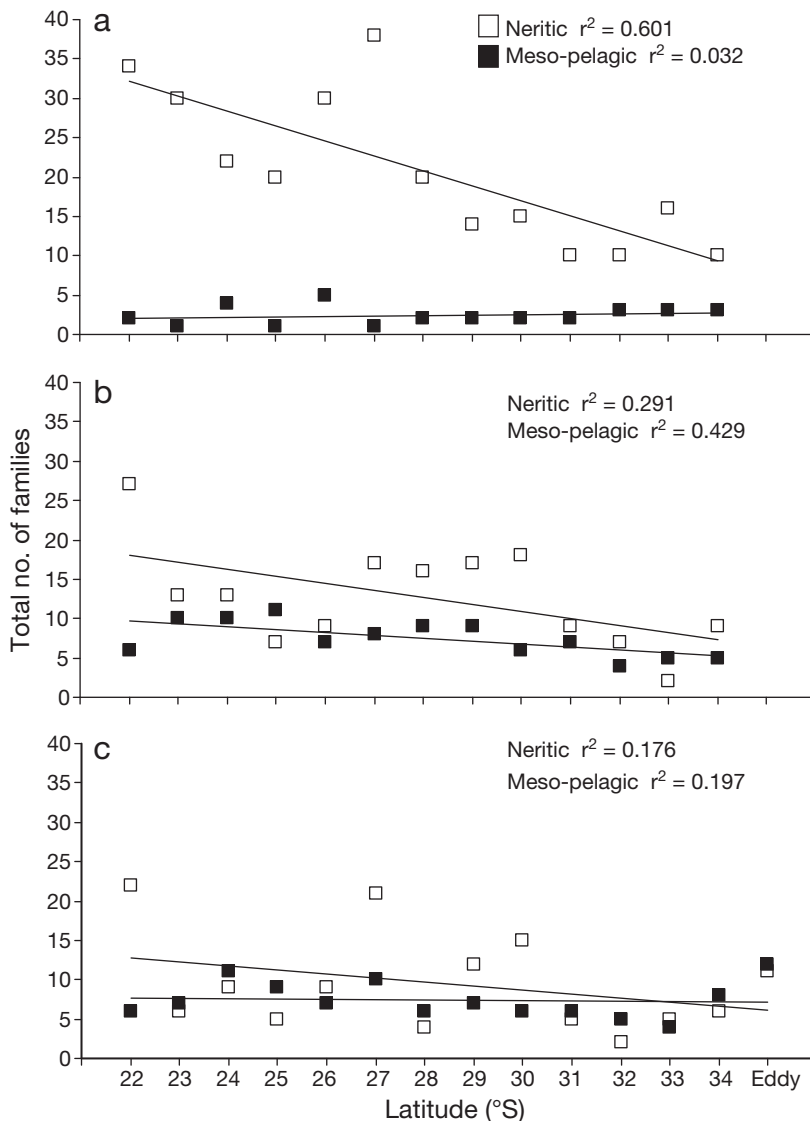 a
Neritic r² = 0.601
Meso-pelagic r² = 0.032
40
35
30
25
20
15
10
5
0
b
Neritic r² = 0.291
Meso-pelagic r² = 0.429
40
35
30
25
20
15
10
5
0
Total no. of families
c
Neritic r² = 0.176
Meso-pelagic r² = 0.197
40
35
30
25
20
15
10
5
0
22 23 24 25 26 27 28 29 30 31 32 33 34 Eddy
Latitude (°S)